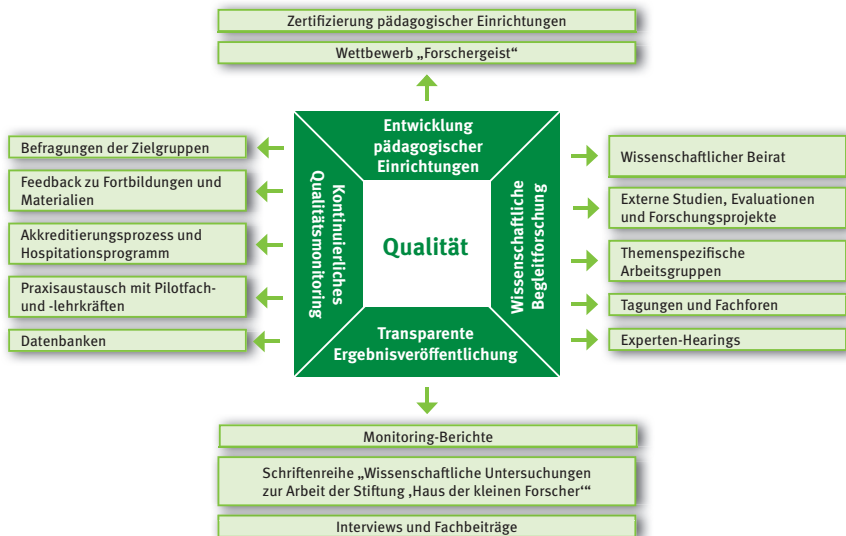 Zertifizierung pädagogischer Einrichtungen
Wettbewerb „Forschergeist“
Entwicklung
pädagogischer
Einrichtungen
Befragungen der Zielgruppen
Feedback zu Fortbildungen und
Materialien
Akkreditierungsprozess und
Hospitationsprogramm
Praxisaustausch mit Pilotfach-
und -lehrkräften
Datenbanken
Kontinuierliches
Qualitätsmonitoring
Qualität
Wissenschaftliche
Begleitforschung
Wissenschaftlicher Beirat
Externe Studien, Evaluationen
und Forschungsprojekte
Themenspezifische
Arbeitsgruppen
Tagungen und Fachforen
Experten-Hearings
Transparente
Ergebnisveröffentlichung
Monitoring-Berichte
Schriftenreihe „Wissenschaftliche Untersuchungen
zur Arbeit der Stiftung ‚Haus der kleinen Forscher‘“
Interviews und Fachbeiträge